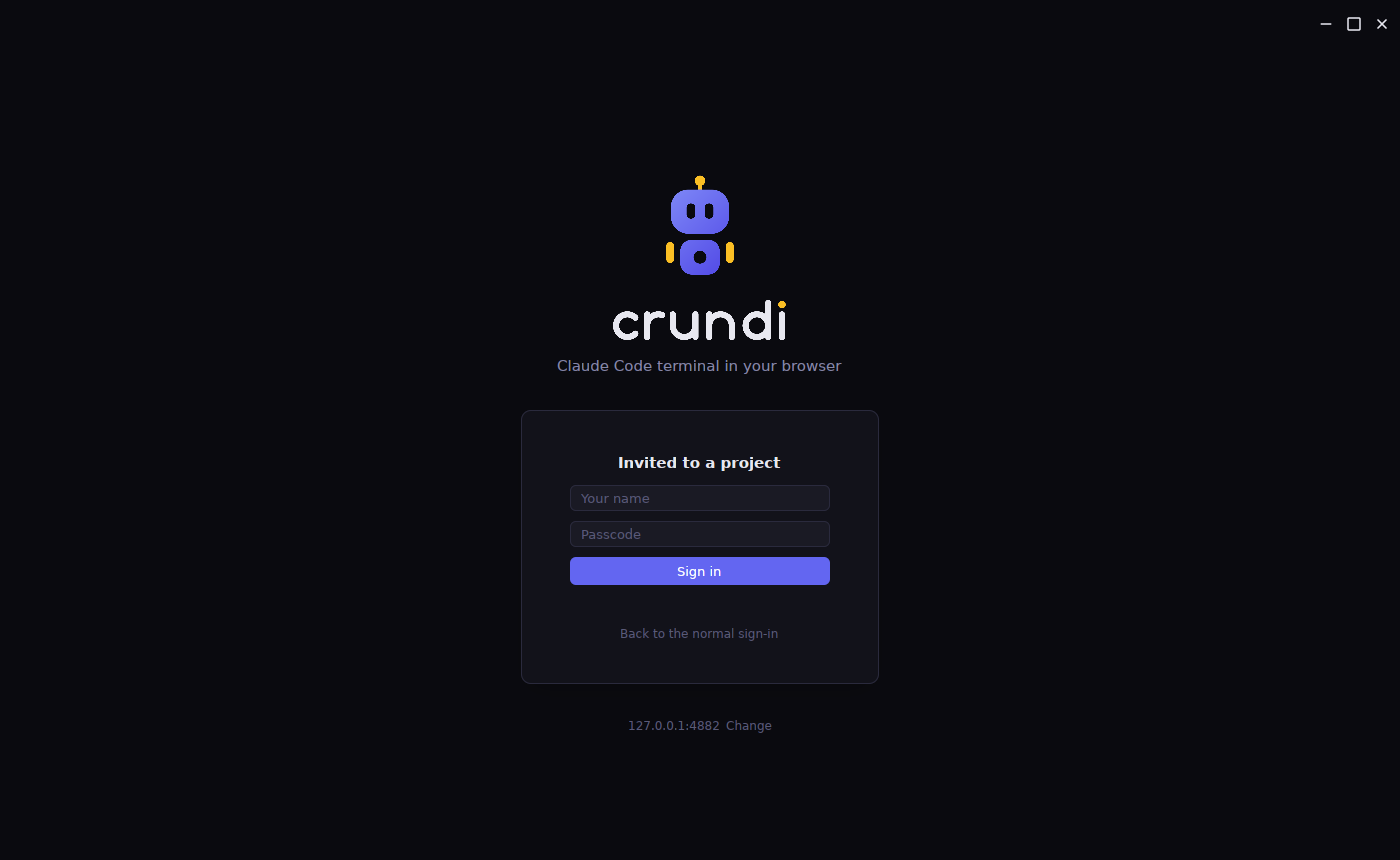 crundi
Claude Code terminal in your browser
Invited to a project
Your name
Passcode
Sign in
Back to the normal sign-in
127.0.0.1:4882 Change